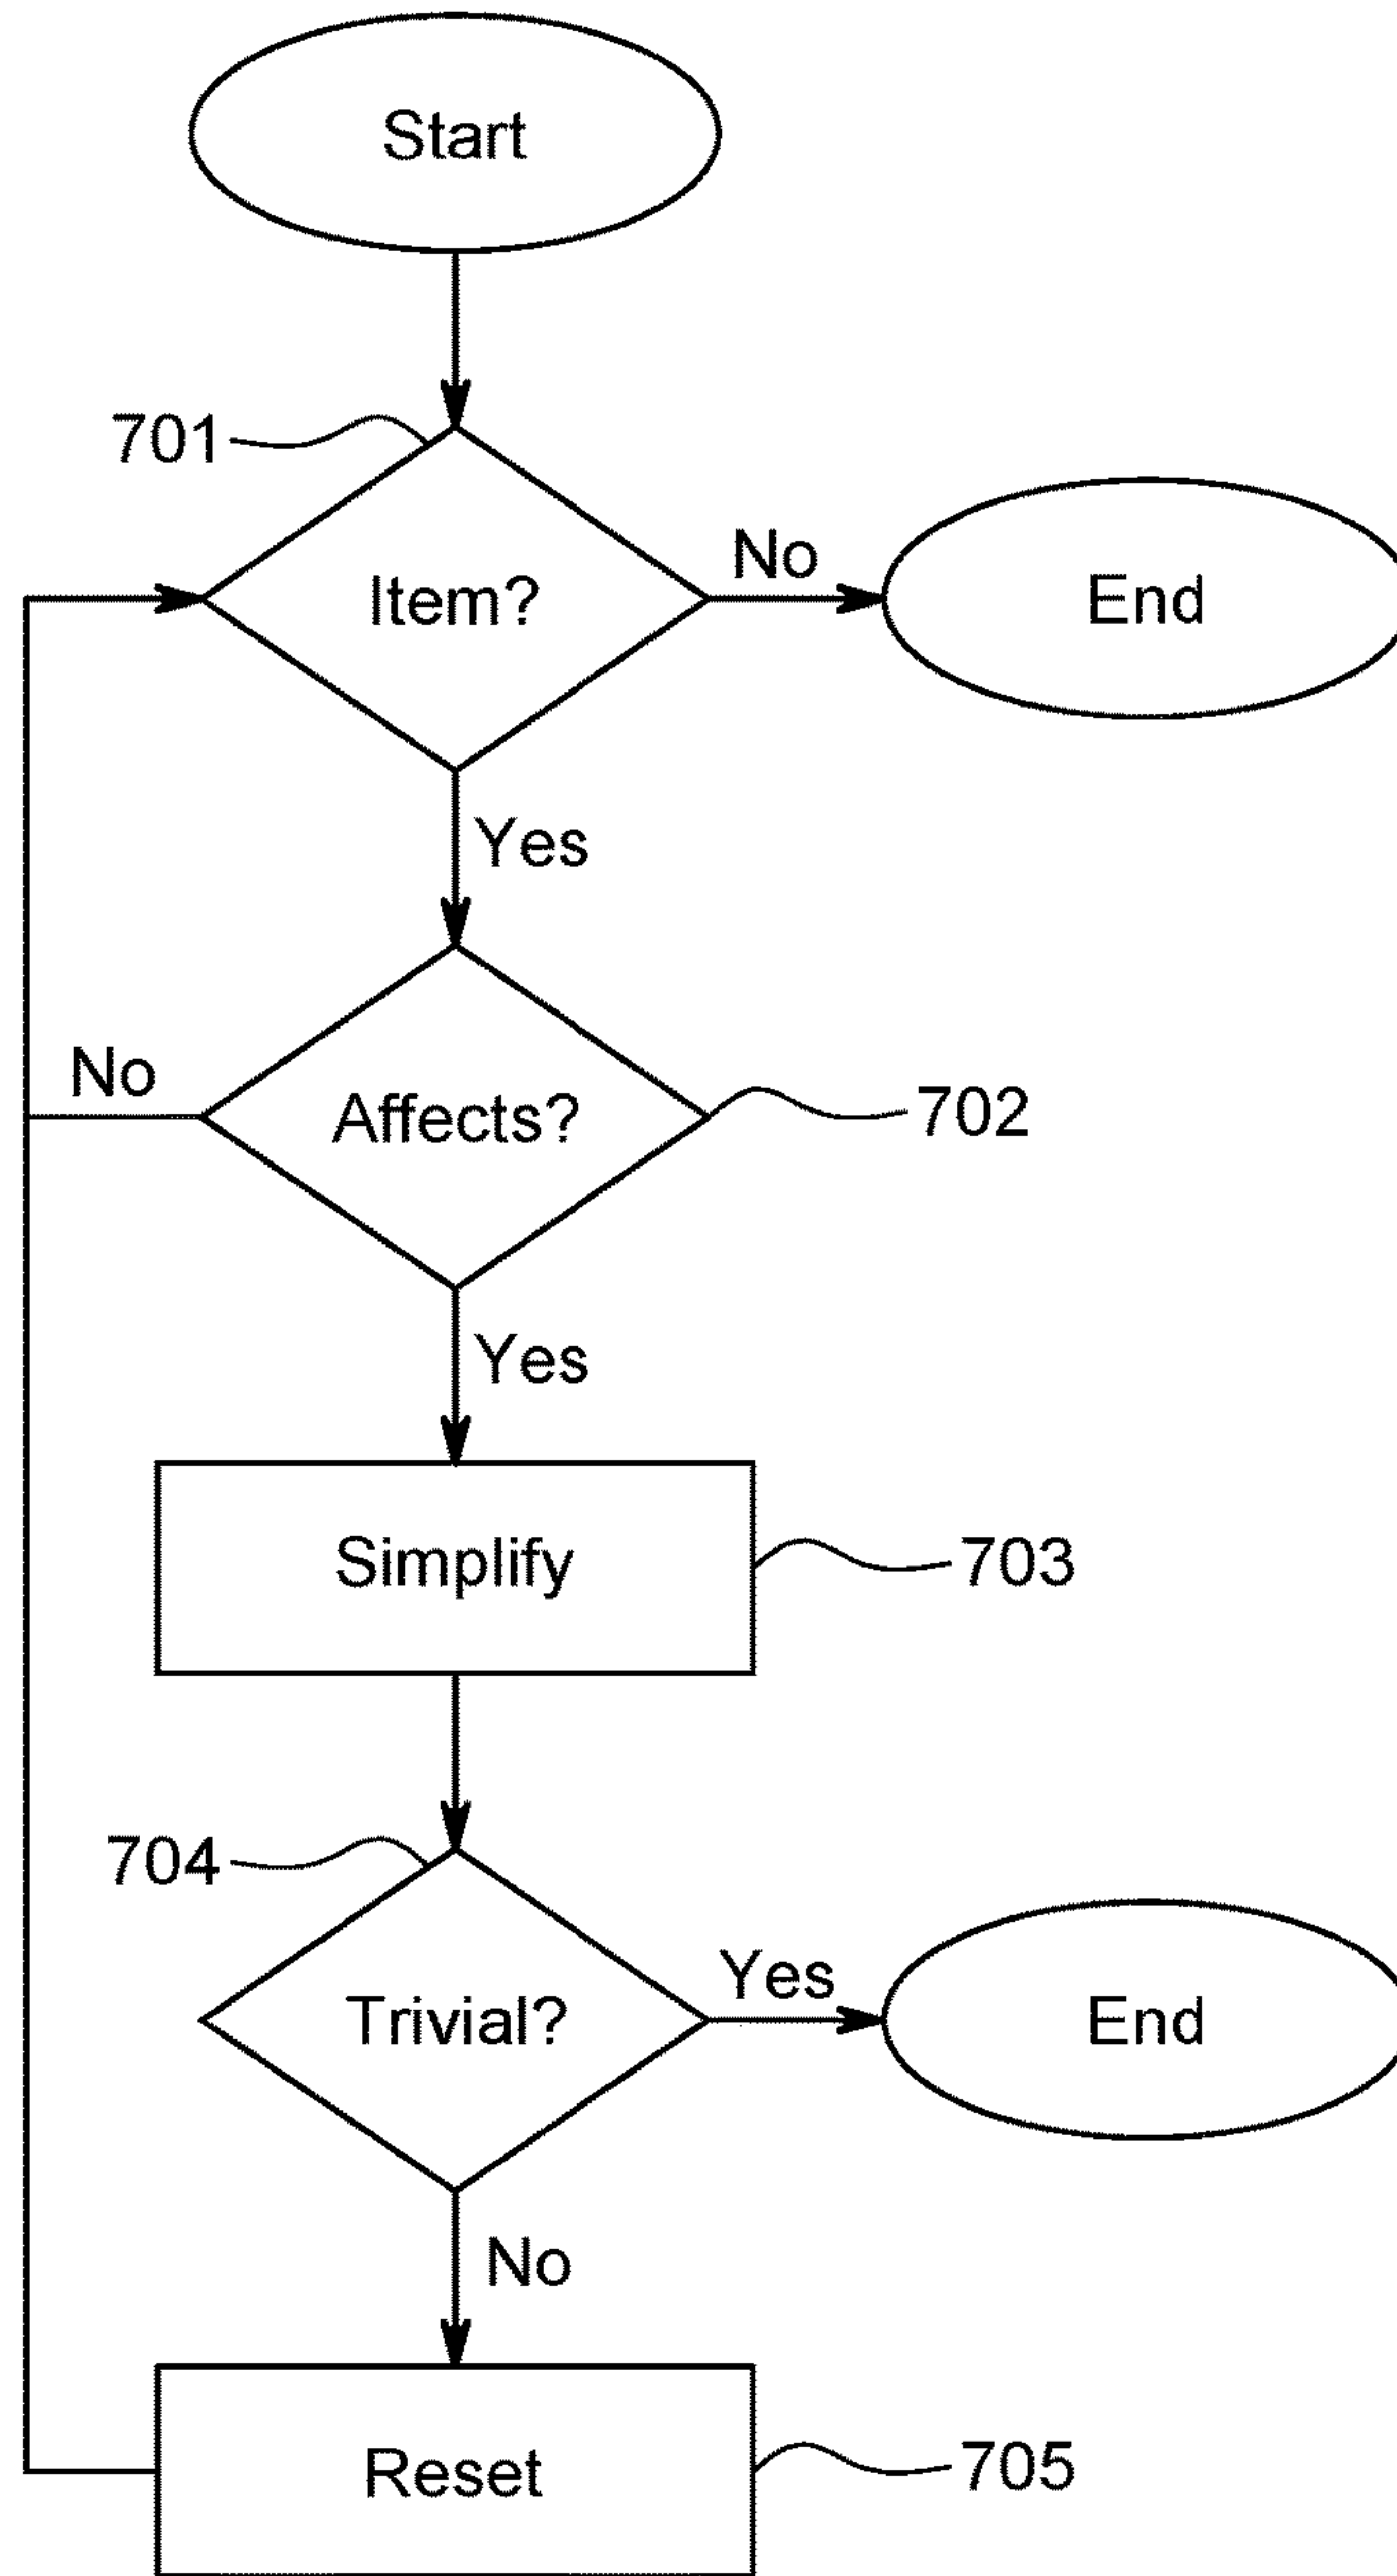 Start
701
Item?
No
End
Yes
No
Affects?
702
Yes
Simplify
703
704
Trivial?
Yes
End
No
Reset
705